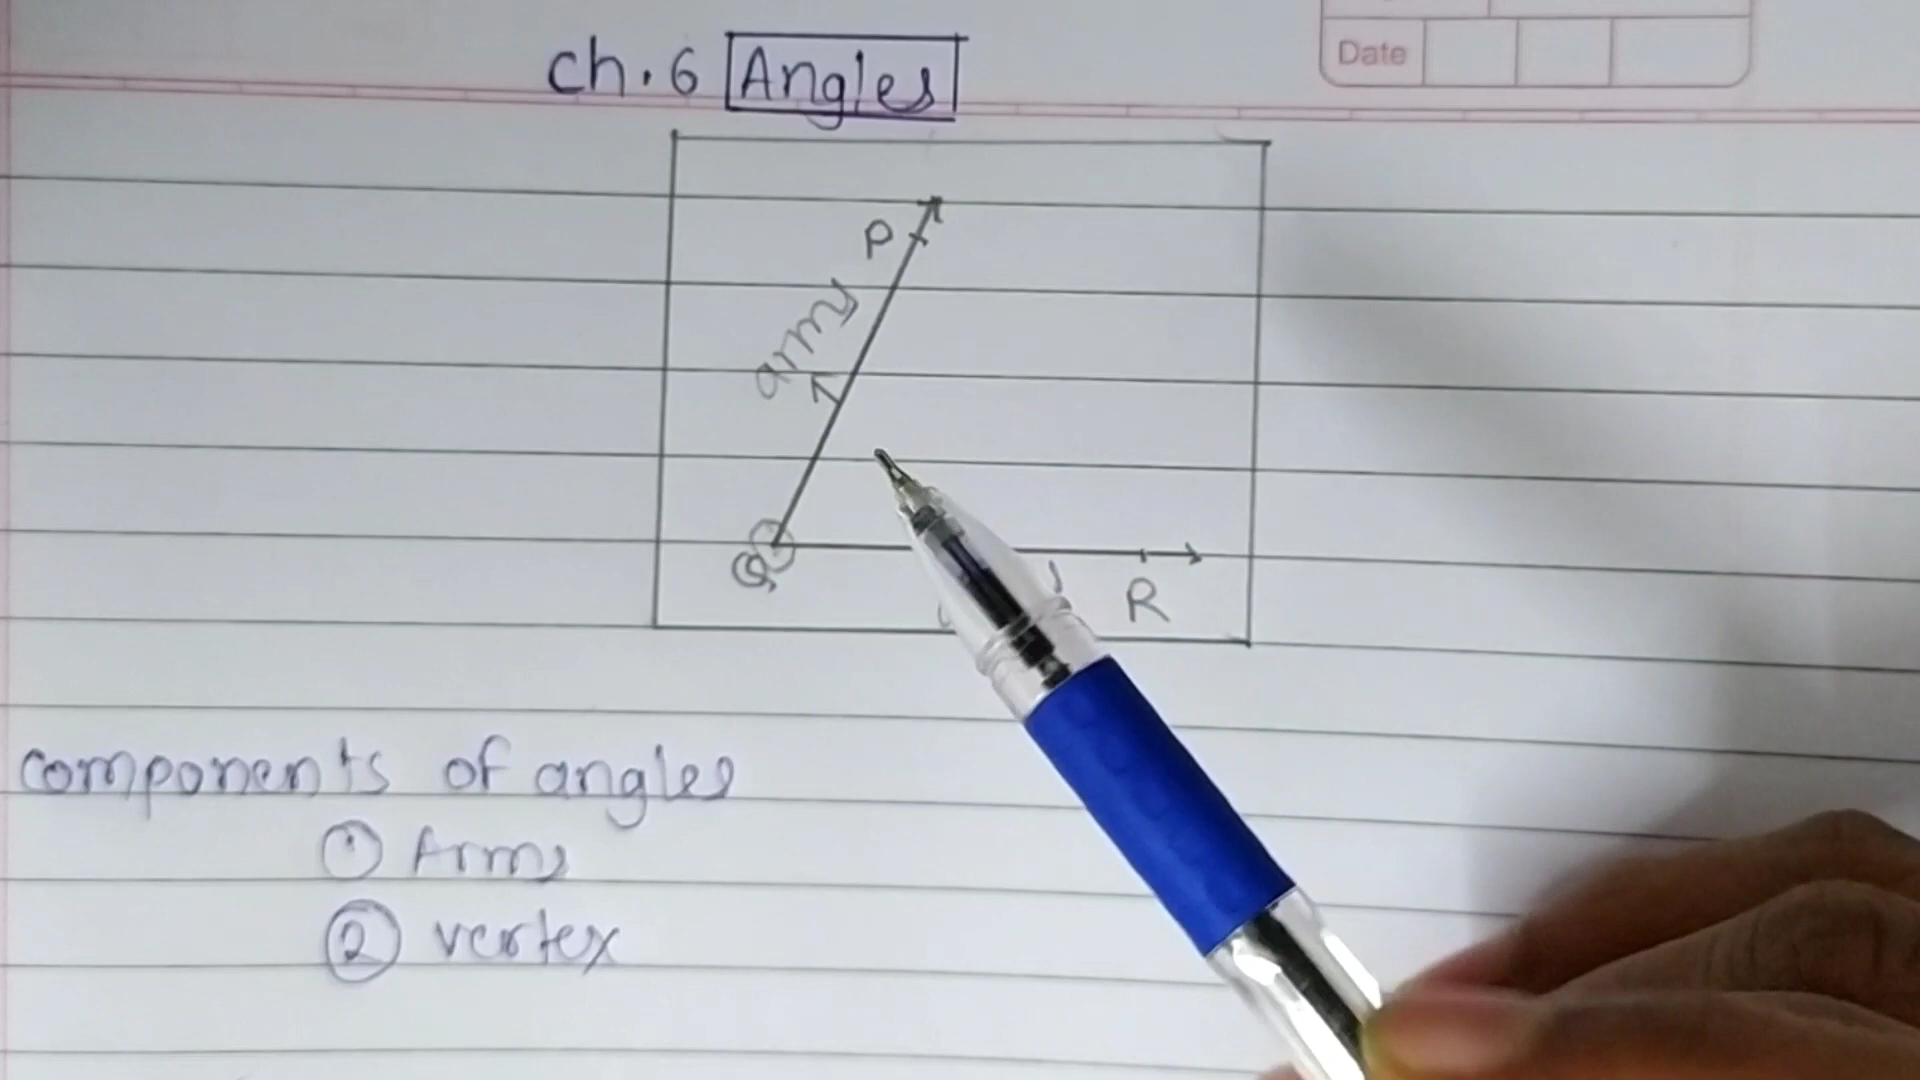 Date
Ch. 6 Angles
P
arms
Q
R
components of angles
1 Arms
2 vertex